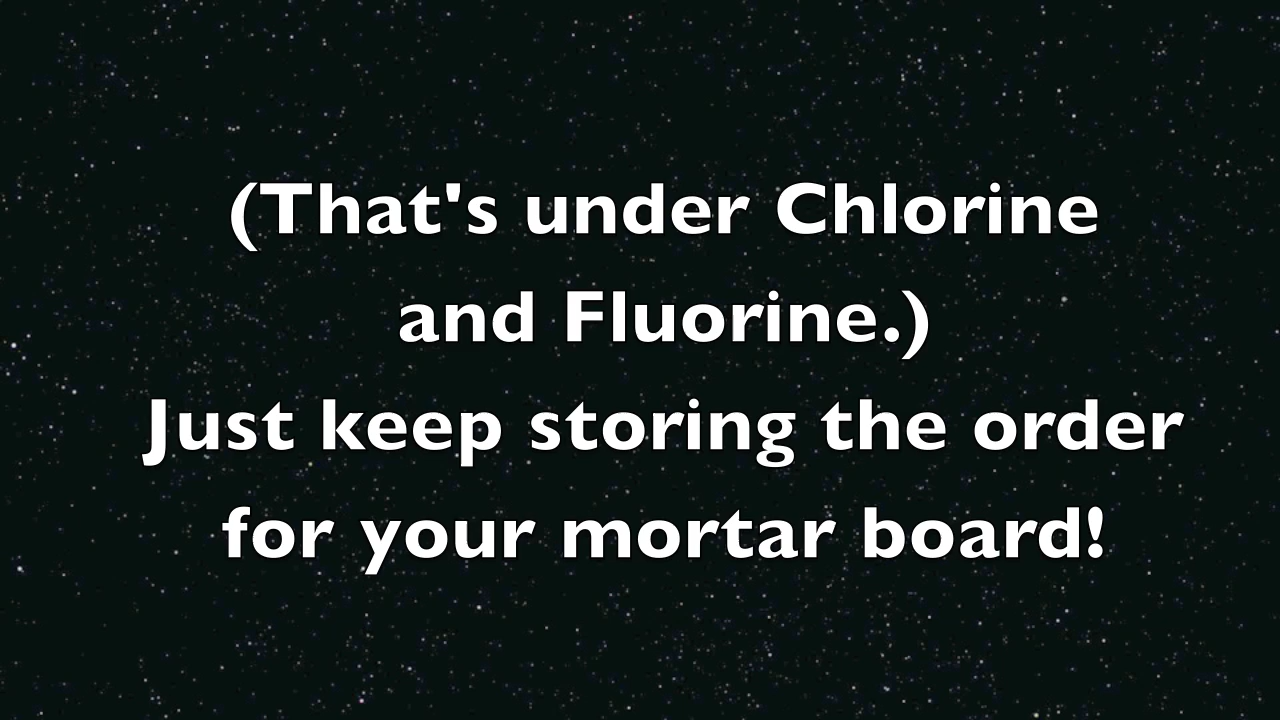 (That's under Chlorine
and Fluorine.)
Just keep storing the order
for your mortar board!